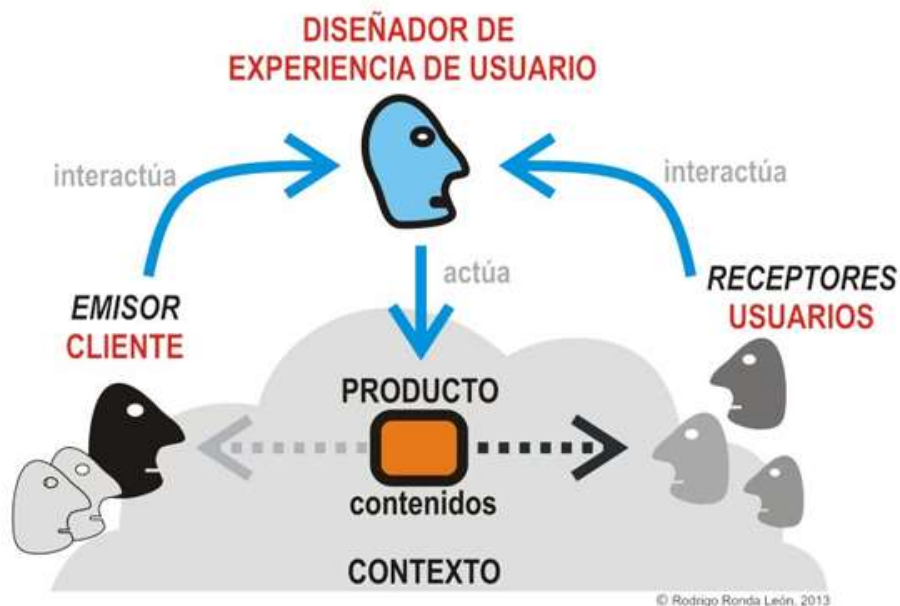 DISEÑADOR DE
EXPERIENCIA DE USUARIO
interactúa
interactúa
actúa
EMISOR
CLIENTE
RECEPTORES
USUARIOS
PRODUCTO
contenidos
CONTEXTO
© Rodrigo Ronda León, 2013